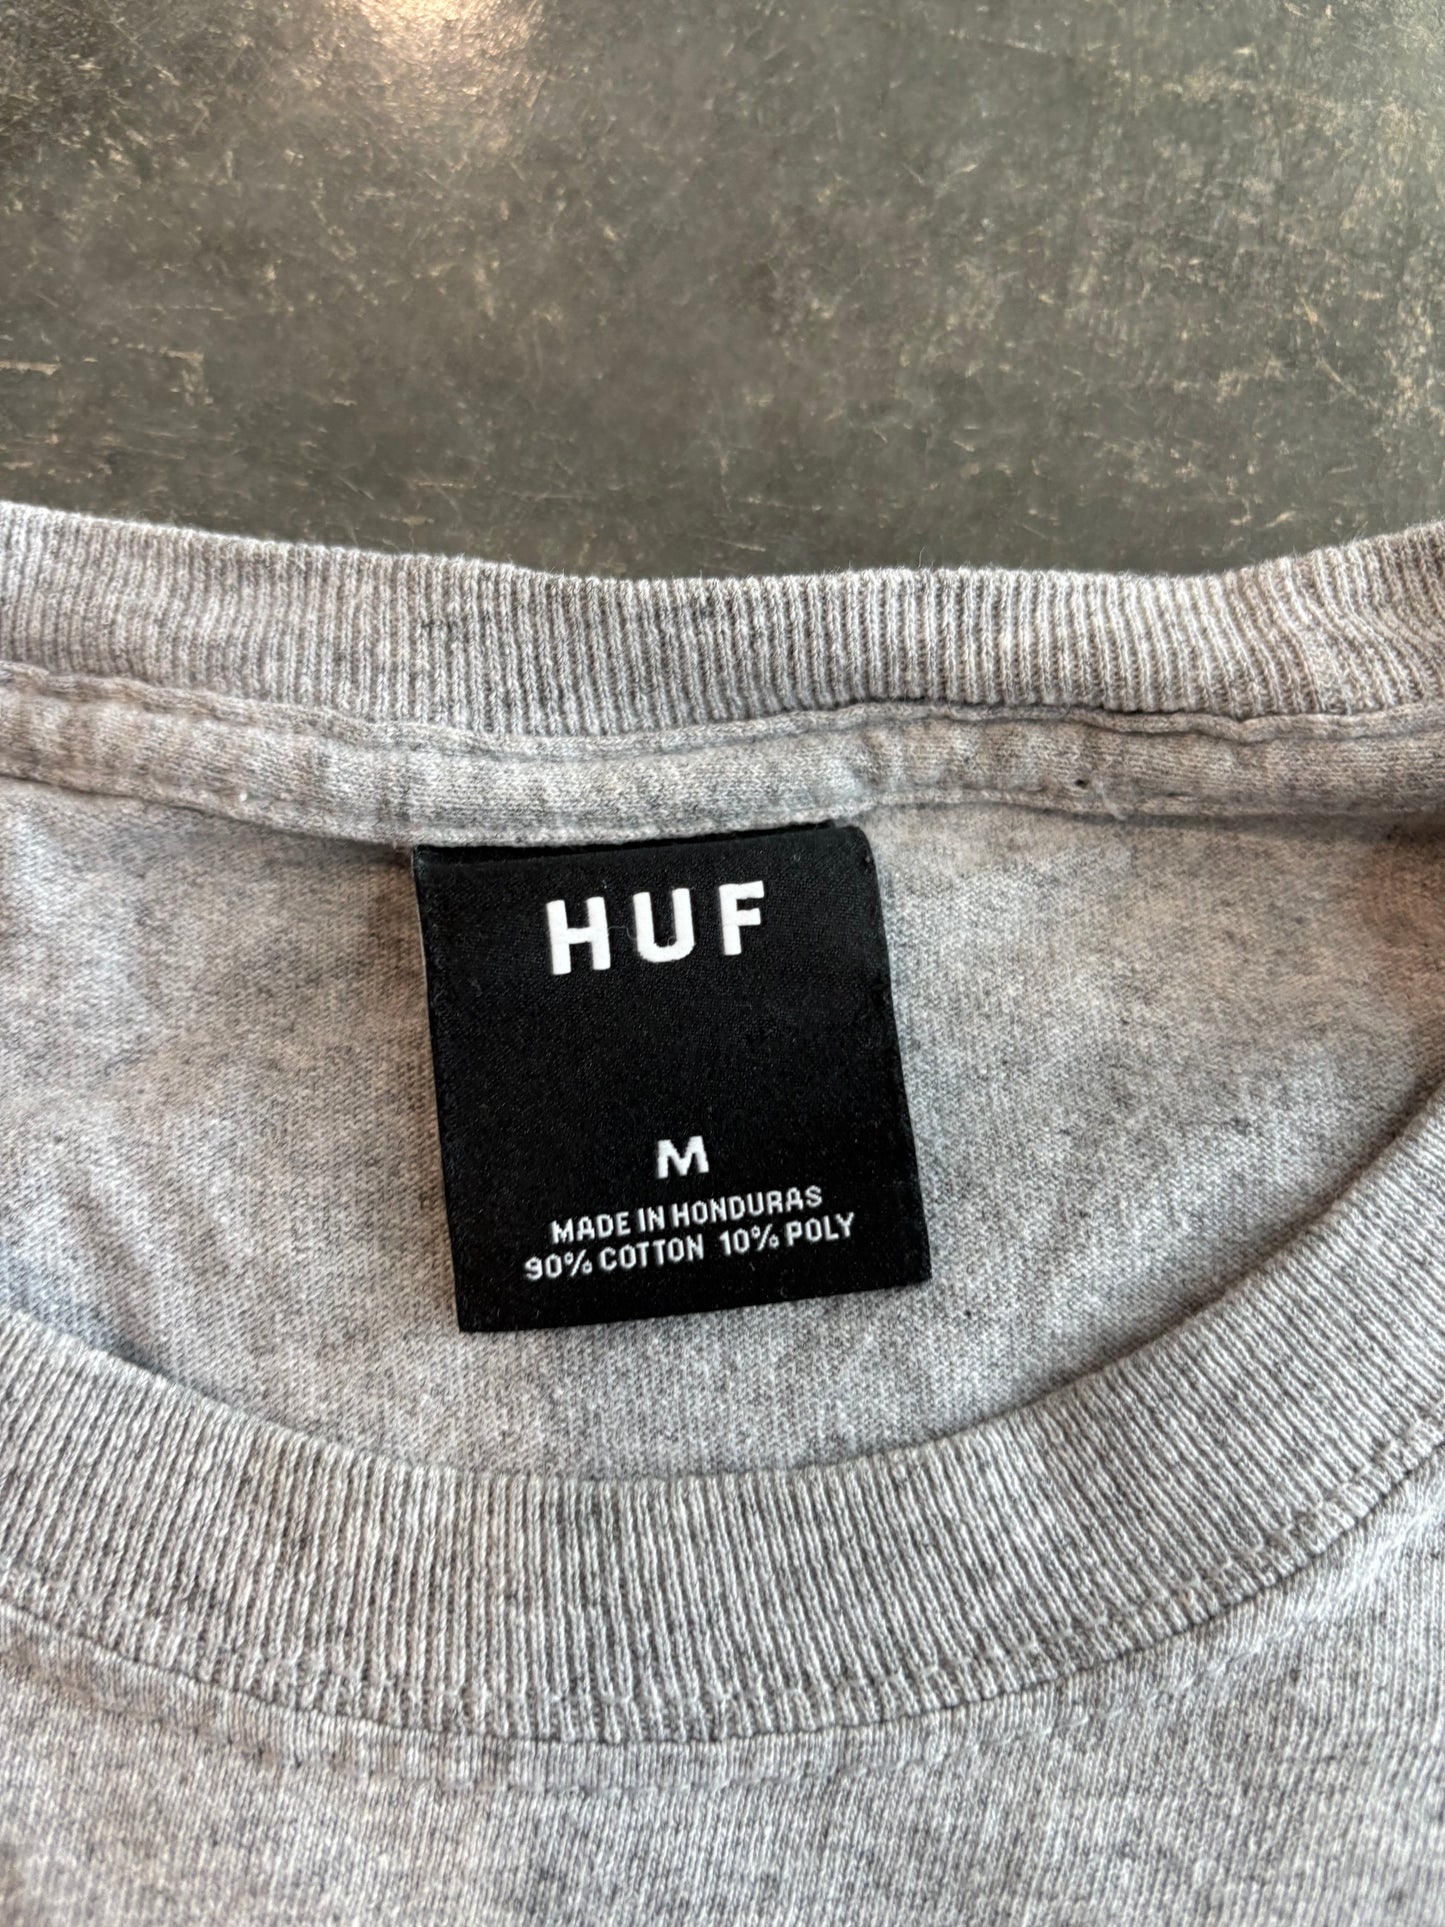 HUF
M
MADE IN HONDURAS
90% COTTON 10% POLY